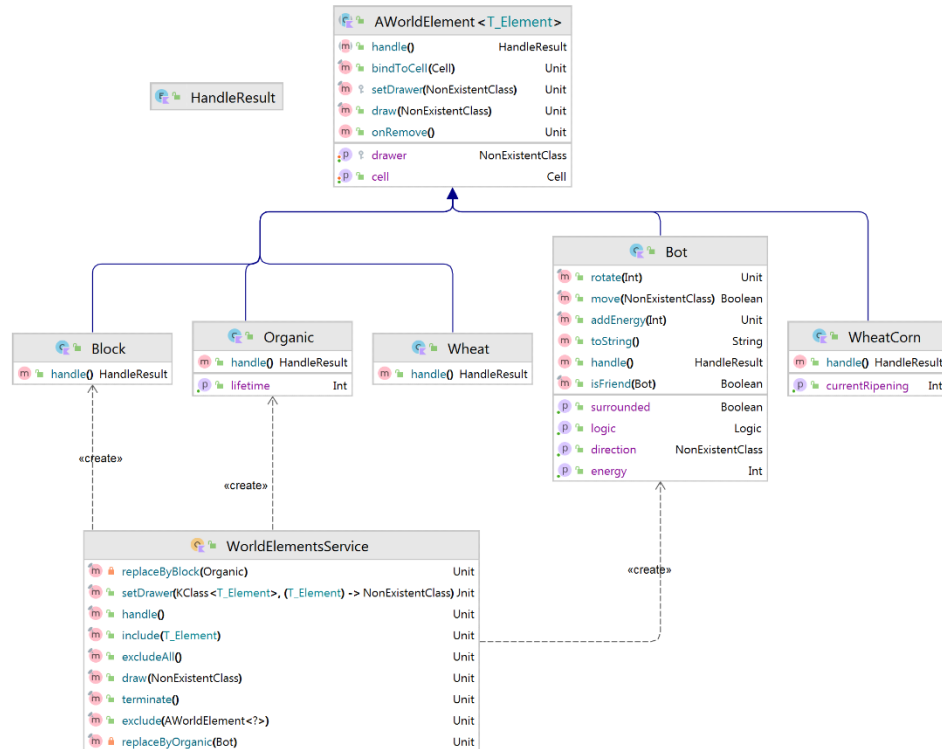 AWorldElement<T_Element>
handle() HandleResult
bindToCell(Cell) Unit
setDrawer(NonExistentClass) Unit
draw(NonExistentClass) Unit
onRemove() Unit
drawer NonExistentClass
cell Cell
HandleResult
Block
handle() HandleResult
Organic
handle() HandleResult
lifetime Int
Wheat
handle() HandleResult
Bot
rotate(Int) Unit
move(NonExistentClass) Boolean
addEnergy(Int) Unit
toString() String
handle() HandleResult
isFriend(Bot) Boolean
surrounded Boolean
logic Logic
direction NonExistentClass
energy Int
WheatCorn
handle() HandleResult
currentRipening Int
«create»
«create»
«create»
WorldElementsService
replaceByBlock(Organic) Unit
setDrawer(KClass<T_Element>, (T_Element) -> NonExistentClass) Unit
handle() Unit
include(T_Element) Unit
excludeAll() Unit
draw(NonExistentClass) Unit
terminate() Unit
exclude(AWorldElement<?>) Unit
replaceByOrganic(Bot) Unit